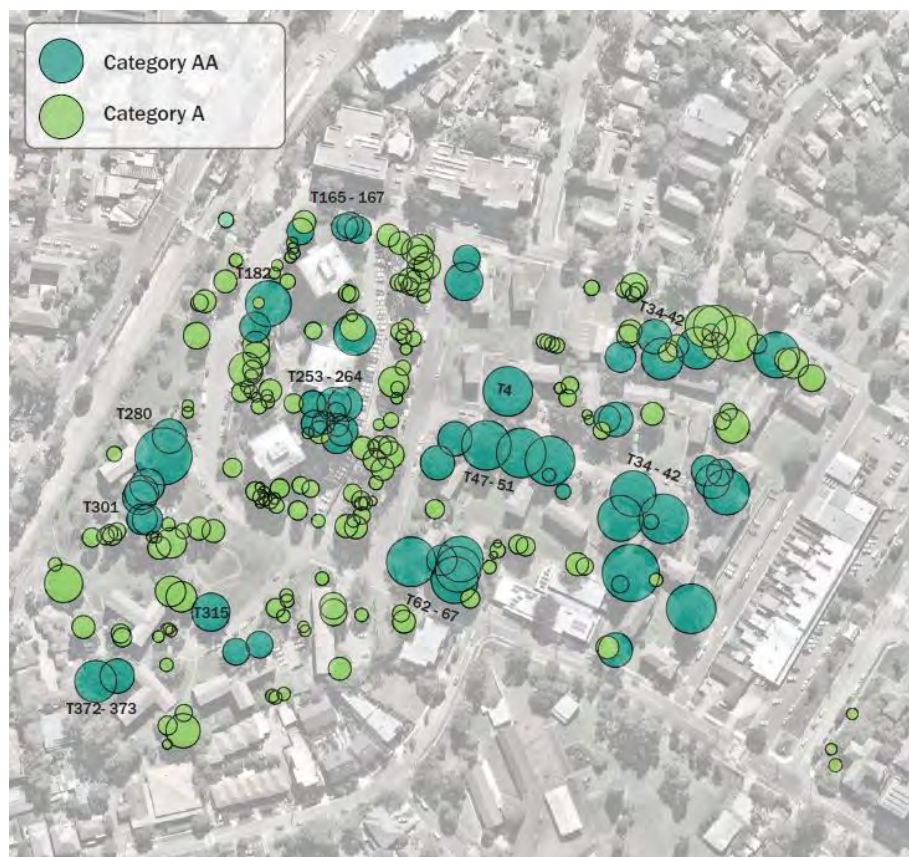 Category AA
Category A
T165 - 167
T182
T34-42
T253 - 264
T4
T280
T47- 51
T34 - 42
T301
T62 - 67
T315
T372- 373